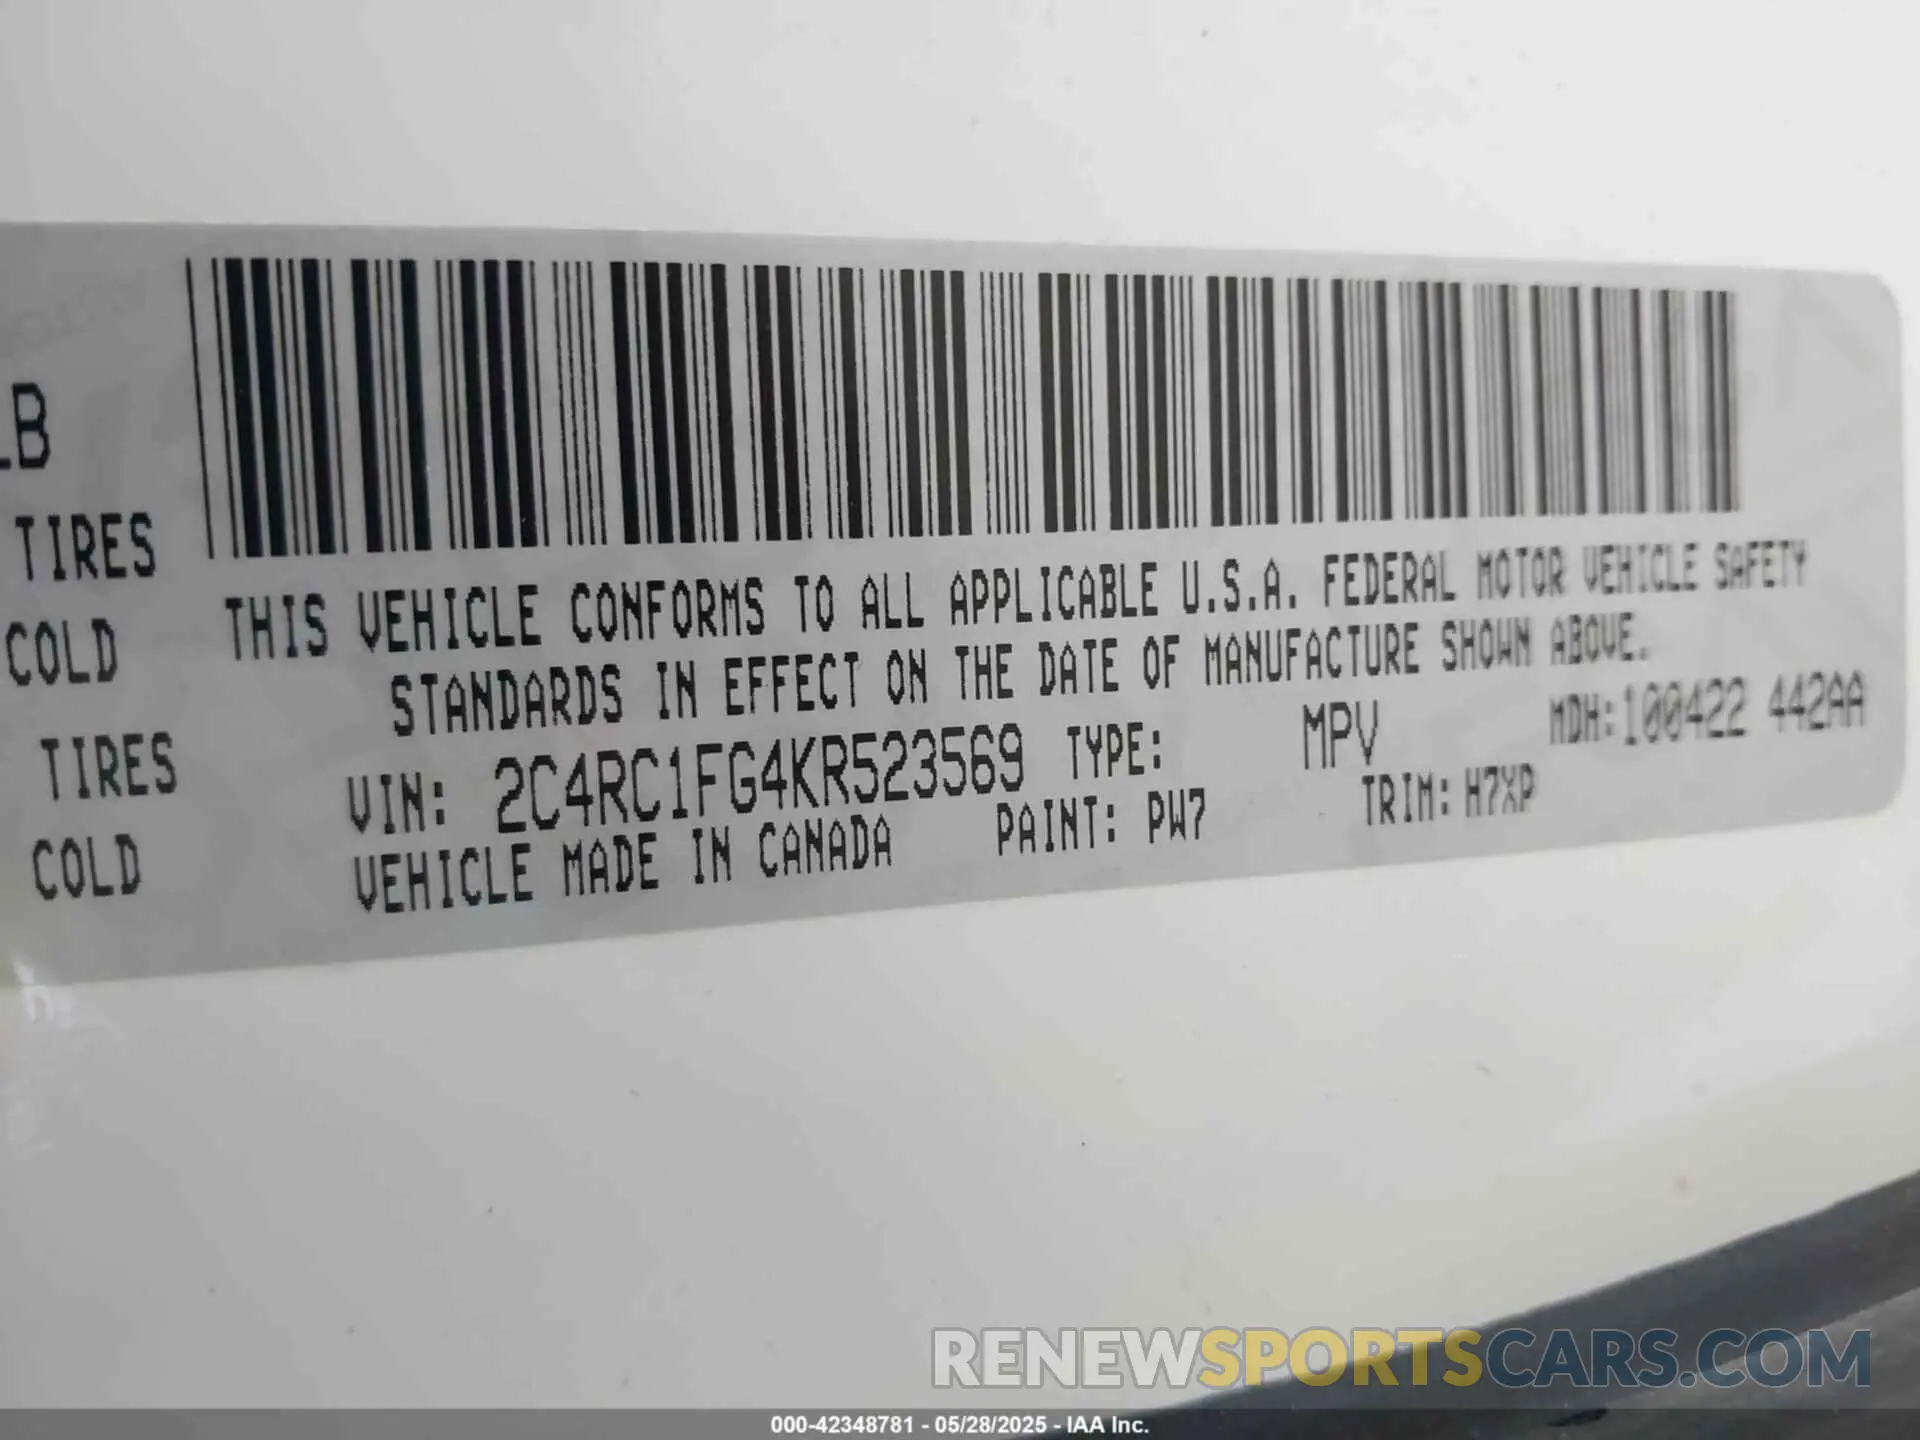 LB
TIRES
COLD
TIRES
COLD
THIS VEHICLE CONFORMS TO ALL APPLICABLE U.S.A. FEDERAL MOTOR VEHICLE SAFETY
STANDARDS IN EFFECT ON THE DATE OF MANUFACTURE SHOWN ABOVE.
VIN: 2C4RC1FG4KR523569 TYPE: MPV MDH:100422 442AA
VEHICLE MADE IN CANADA PAINT: PW7 TRIM: H7XP
RENEWSPORTSCARS.COM
000-42348781 - 05/28/2025 - IAA Inc.